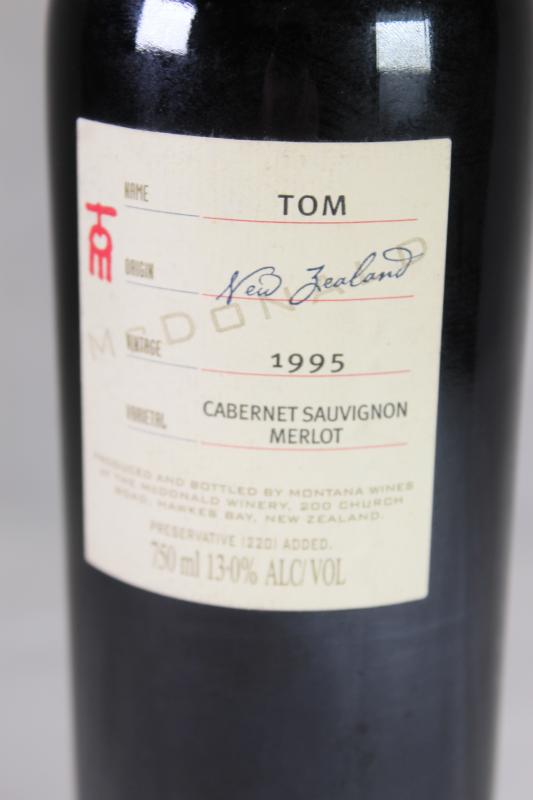 NAME TOM
TOM
ORIGIN New Zealand
McDONALD
VINTAGE 1995
VARIETAL CABERNET SAUVIGNON
MERLOT
PRODUCED AND BOTTLED BY MONTANA WINES
AT THE McDONALD WINERY, 200 CHURCH
ROAD, HAWKES BAY, NEW ZEALAND.
PRESERVATIVE (220) ADDED.
750 ml 13·0% ALC/VOL